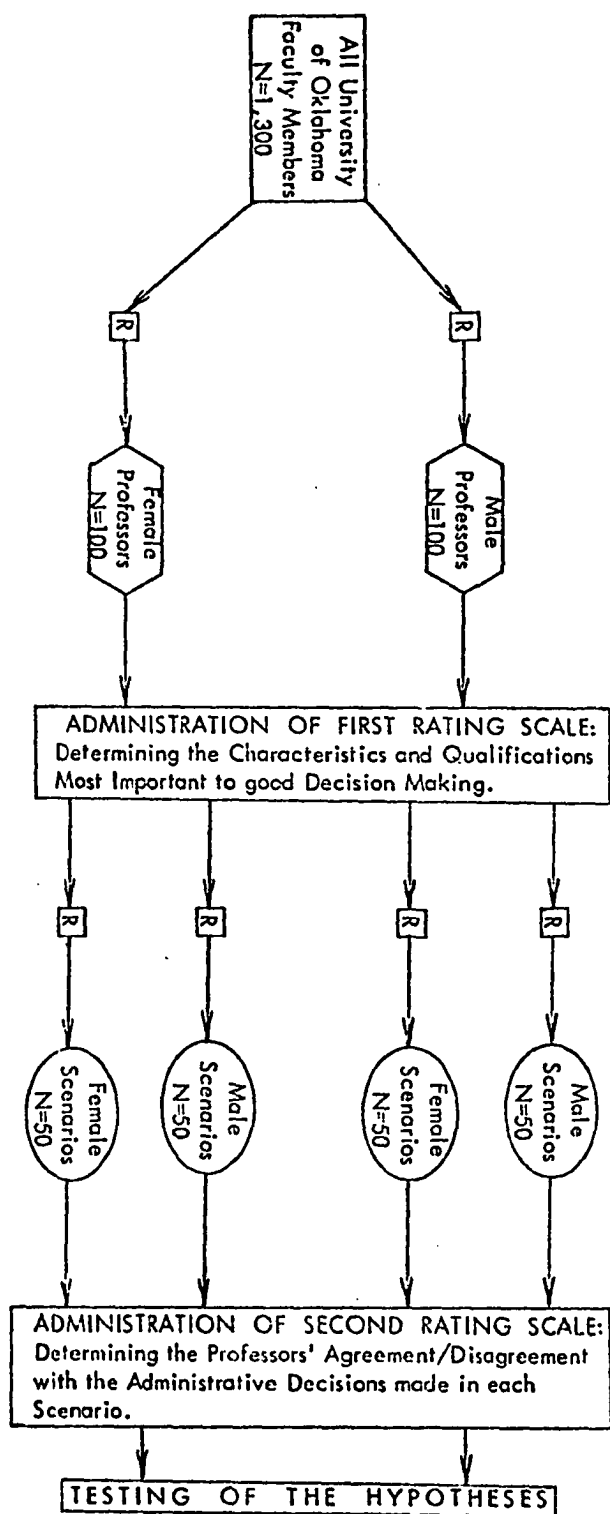 All University
of Oklahoma
Faculty Members
N=1,300
R
R
Female
Professors
N=100
Male
Professors
N=100
ADMINISTRATION OF FIRST RATING SCALE:
Determining the Characteristics and Qualifications
Most Important to good Decision Making.
R
R
R
R
Female
Scenarios
N=50
Male
Scenarios
N=50
Female
Scenarios
N=50
Male
Scenarios
N=50
ADMINISTRATION OF SECOND RATING SCALE:
Determining the Professors' Agreement/Disagreement
with the Administrative Decisions made in each
Scenario.
TESTING OF THE HYPOTHESES